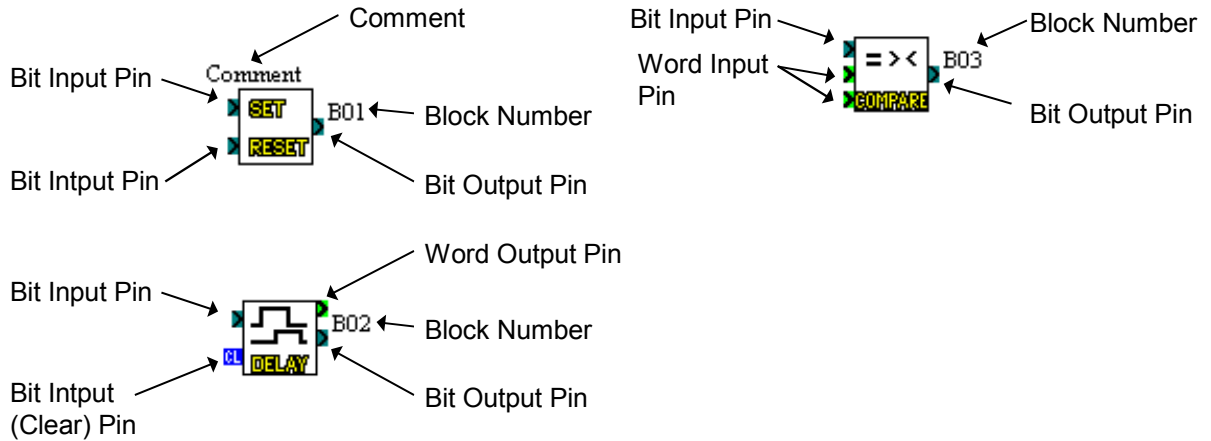 Comment
Bit Input Pin
Comment
SET
RESET
B01
Block Number
Bit Intput Pin
Bit Output Pin
Bit Input Pin
Word Input
Pin
= > <
COMPARE
B03
Block Number
Bit Output Pin
Word Output Pin
Bit Input Pin
B02
Block Number
CL
DELAY
Bit Intput
(Clear) Pin
Bit Output Pin